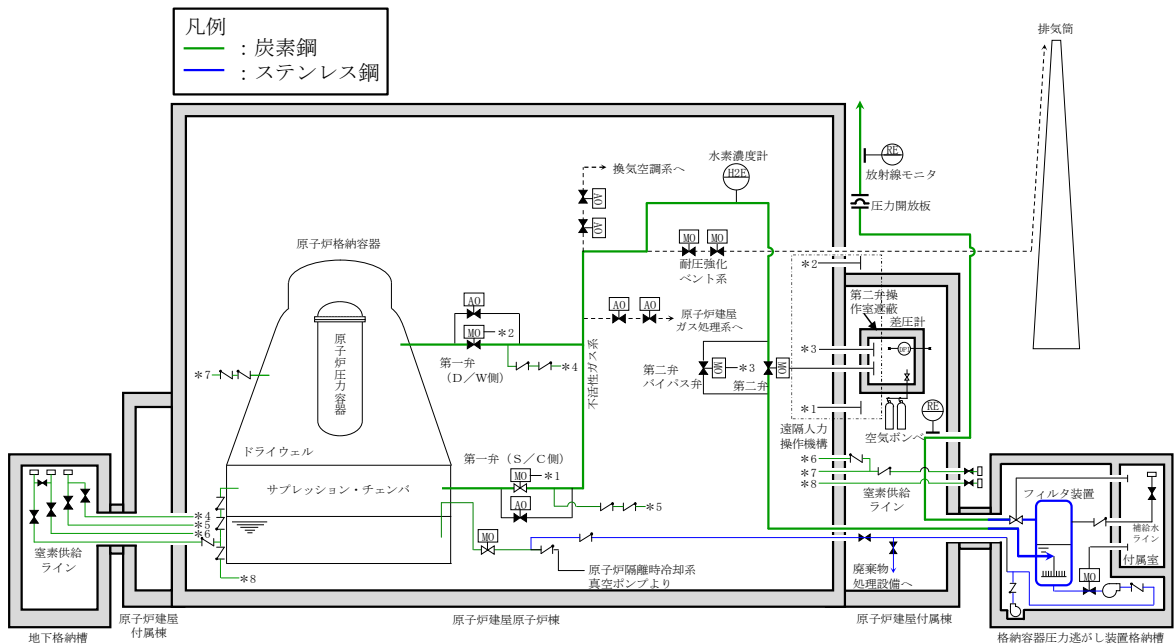 凡例
：炭素鋼
：ステンレス鋼
排気筒
水素濃度計
H2E
RE
放射線モニタ
換気空調系へ
AO
AO
圧力開放板
原子炉格納容器
MO
MO
耐圧強化
ベント系
＊2
第二弁操
作室遮蔽
差圧計
DPI
AO
MO
＊2
AO
AO
原子炉建屋
ガス処理系へ
原子炉圧力容器
不活性ガス系
第一弁
（D／W側）
＊4
＊7
第二弁
バイパス弁
MO
＊3
第二弁
MO
＊3
＊1
遠隔人力
操作機構
空気ボンベ
RE
ドライウェル
第一弁（S／C側）
MO
＊1
AO
＊5
サプレッション・チェンバ
＊6
＊7
＊8
窒素供給
ライン
フィルタ装置
補給水
ライン
付属室
MO
＊4
＊5
＊6
窒素供給
ライン
＊8
MO
原子炉隔離時冷却系
真空ポンプより
廃棄物
処理設備へ
地下格納槽
原子炉建屋
付属棟
原子炉建屋原子炉棟
原子炉建屋付属棟
格納容器圧力逃がし装置格納槽